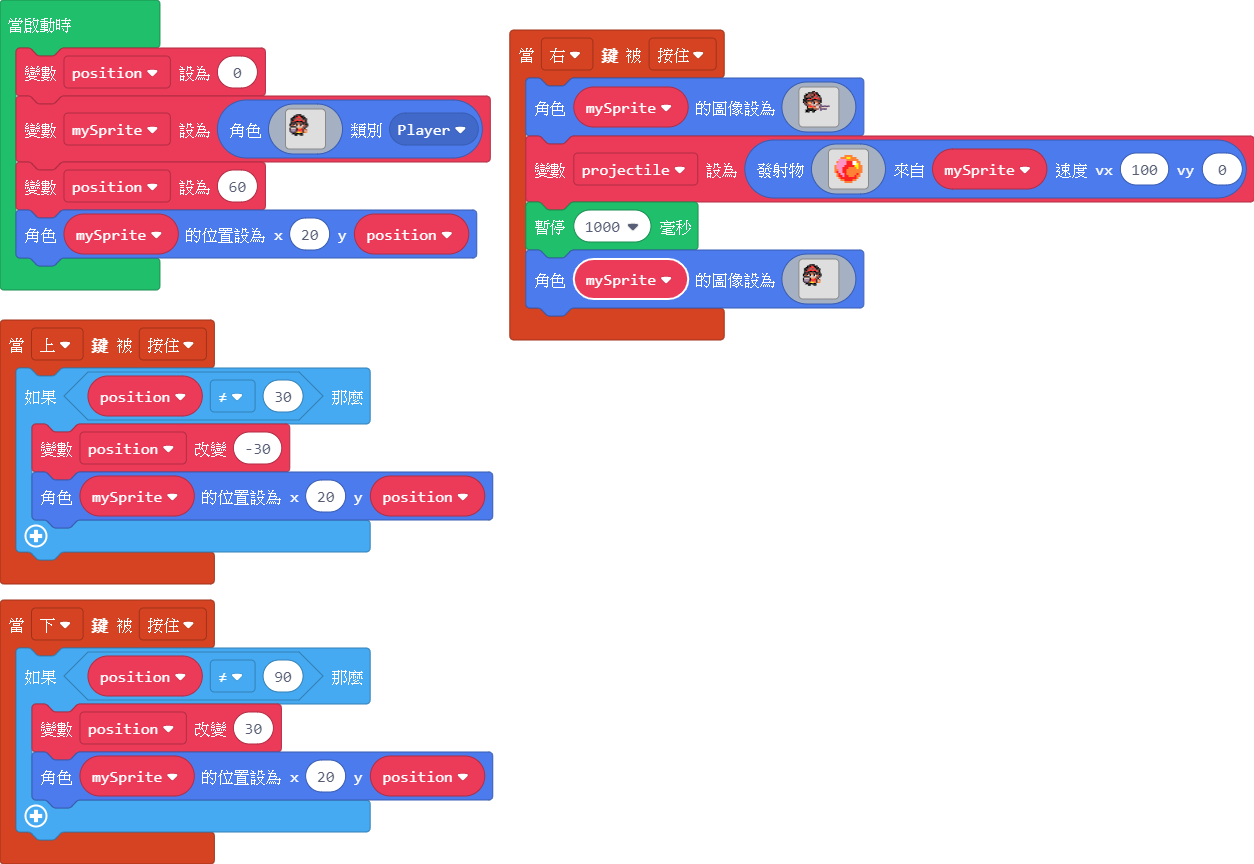 當啟動時
變數 position 設為 0
變數 mySprite 設為 角色 類別 Player
變數 position 設為 60
角色 mySprite 的位置設為 x 20 y position
當 上 鍵 被 按住
如果 position ≠ 30 那麼
變數 position 改變 -30
角色 mySprite 的位置設為 x 20 y position
當 下 鍵 被 按住
如果 position ≠ 90 那麼
變數 position 改變 30
角色 mySprite 的位置設為 x 20 y position
當 右 鍵 被 按住
角色 mySprite 的圖像設為
變數 projectile 設為 發射物 來自 mySprite 速度 vx 100 vy 0
暫停 1000 毫秒
角色 mySprite 的圖像設為